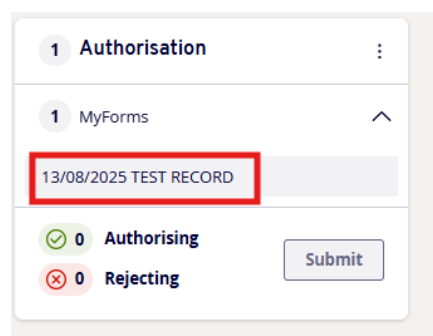 1 Authorisation
1 MyForms
13/08/2025 TEST RECORD
0 Authorising
Submit
0 Rejecting